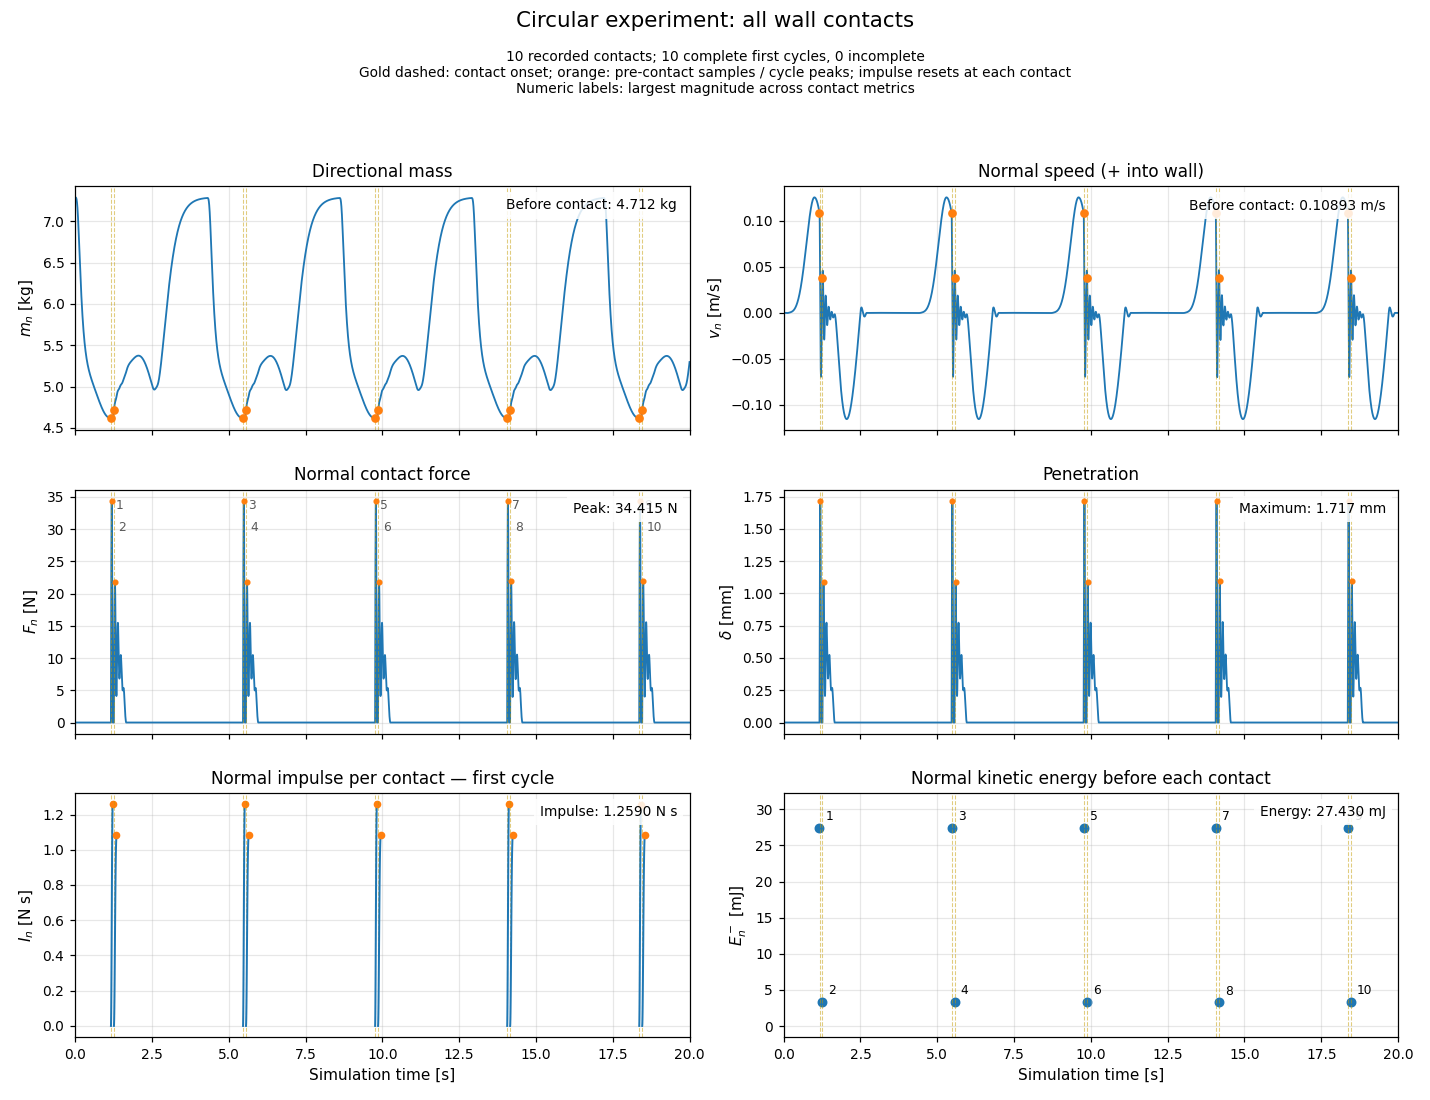 Circular experiment: all wall contacts
10 recorded contacts; 10 complete first cycles, 0 incomplete
Gold dashed: contact onset; orange: pre-contact samples / cycle peaks; impulse resets at each contact
Numeric labels: largest magnitude across contact metrics
Directional mass
Before contact: 4.712 kg
7.0
6.5
6.0
5.5
5.0
4.5
m_n [kg]
Normal speed (+ into wall)
Before contact: 0.10893 m/s
0.10
0.05
0.00
−0.05
−0.10
v_n [m/s]
Normal contact force
Peak: 34.415 N
1 3 5 7
2 4 6 8 10
35
30
25
20
15
10
5
0
F_n [N]
Penetration
Maximum: 1.717 mm
1.75
1.50
1.25
1.00
0.75
0.50
0.25
0.00
δ [mm]
Normal impulse per contact — first cycle
Impulse: 1.2590 N s
1.2
1.0
0.8
0.6
0.4
0.2
0.0
I_n [N s]
0.0 2.5 5.0 7.5 10.0 12.5 15.0 17.5 20.0
Simulation time [s]
Normal kinetic energy before each contact
Energy: 27.430 mJ
1 3 5 7
2 4 6 8 10
30
25
20
15
10
5
0
E_n^− [mJ]
0.0 2.5 5.0 7.5 10.0 12.5 15.0 17.5 20.0
Simulation time [s]